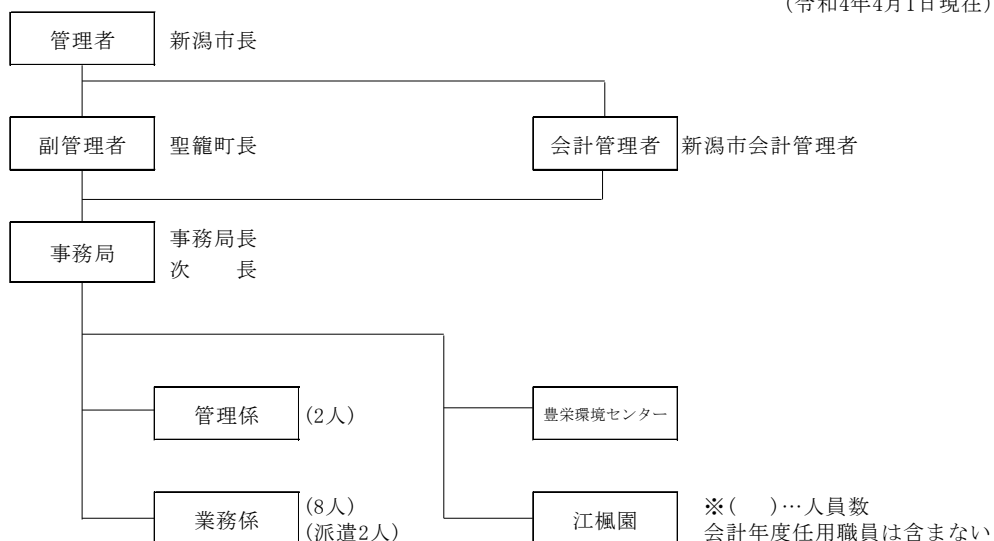 (令和4年4月1日現在)
管理者 新潟市長
副管理者 聖籠町長 会計管理者 新潟市会計管理者
事務局 事務局長
次　長
管理係 (2人) 豊栄環境センター
業務係 (8人)
(派遣2人)
江楓園 ※(　)…人員数
会計年度任用職員は含まない